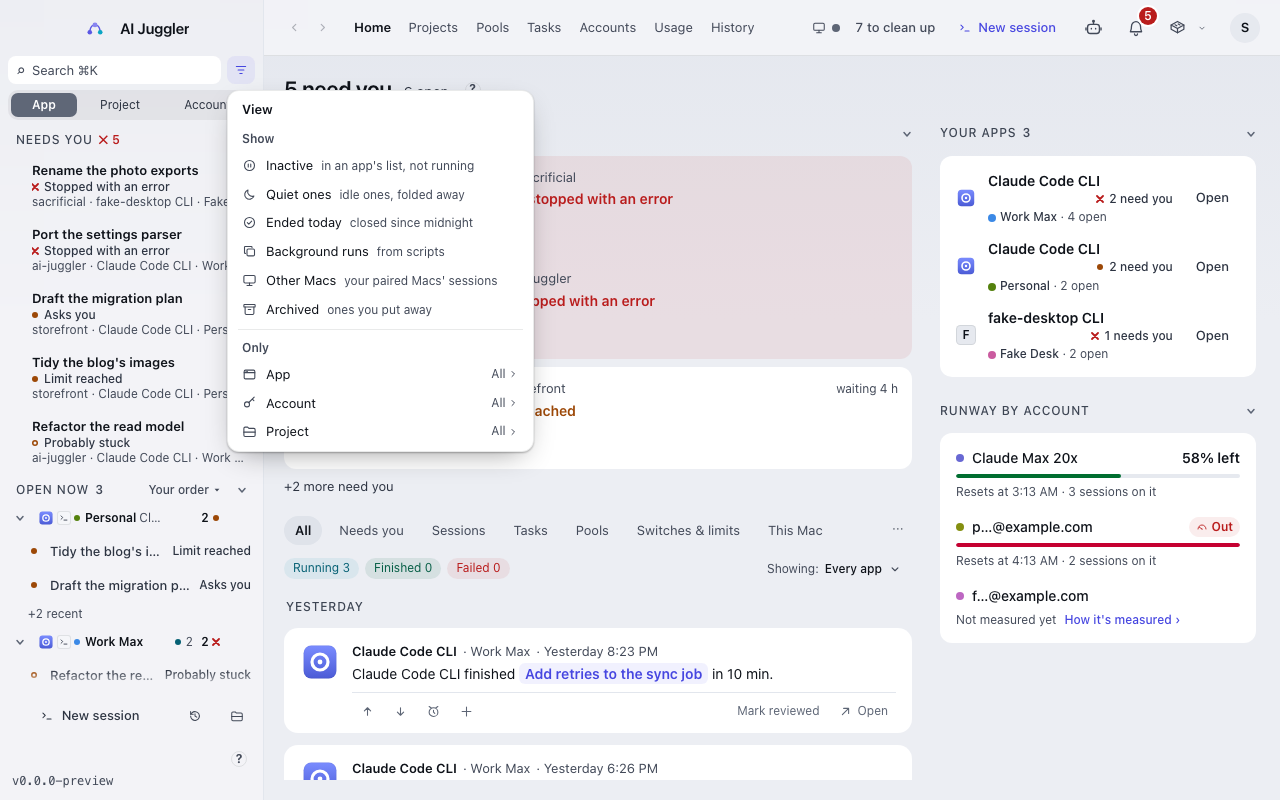 AI Juggler
Search ⌘K
App Project Accoun
NEEDS YOU 5
Rename the photo exports
Stopped with an error
sacrificial · fake-desktop CLI · Fake
Port the settings parser
Stopped with an error
ai-juggler · Claude Code CLI · Work
Draft the migration plan
Asks you
storefront · Claude Code CLI · Pers
Tidy the blog's images
Limit reached
storefront · Claude Code CLI · Pers
Refactor the read model
Probably stuck
ai-juggler · Claude Code CLI · Work ...
OPEN NOW 3 Your order
Personal Cl... 2
Tidy the blog's i... Limit reached
Draft the migration p... Asks you
+2 recent
Work Max 2 2
Refactor the re... Probably stuck
New session
?
v0.0.0-preview
Home Projects Pools Tasks Accounts Usage History
7 to clean up
New session
5
S
5 need you 6 open ?
View
Show
Inactive in an app's list, not running
Quiet ones idle ones, folded away
Ended today closed since midnight
Background runs from scripts
Other Macs your paired Macs' sessions
Archived ones you put away
Only
App All ›
Account All ›
Project All ›
crificial
topped with an error
uggler
pped with an error
efront waiting 4 h
ached
+2 more need you
All Needs you Sessions Tasks Pools Switches & limits This Mac ...
Running 3 Finished 0 Failed 0 Showing: Every app
YESTERDAY
Claude Code CLI · Work Max · Yesterday 8:23 PM
Claude Code CLI finished Add retries to the sync job in 10 min.
Mark reviewed Open
Claude Code CLI · Work Max · Yesterday 6:26 PM
YOUR APPS 3
Claude Code CLI
2 need you
Work Max · 4 open
Open
Claude Code CLI
2 need you
Personal · 2 open
Open
F
fake-desktop CLI
1 needs you
Fake Desk · 2 open
Open
RUNWAY BY ACCOUNT
Claude Max 20x 58% left
Resets at 3:13 AM · 3 sessions on it
p...@example.com Out
Resets at 4:13 AM · 2 sessions on it
f...@example.com
Not measured yet How it's measured ›